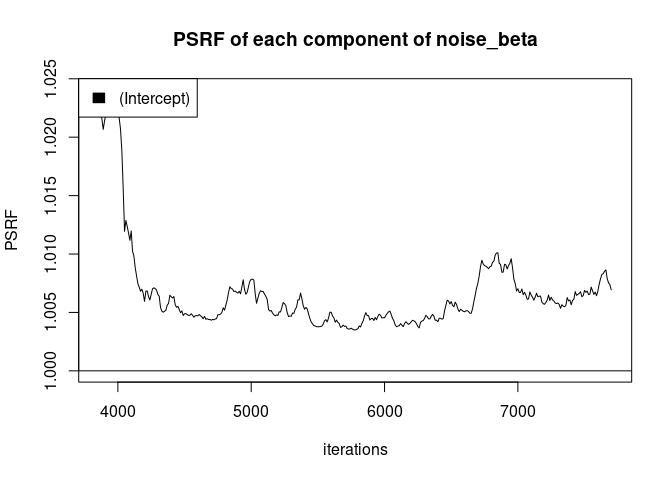 PSRF of each component of noise_beta
(Intercept)
PSRF
1.025
1.020
1.015
1.010
1.005
1.000
4000 5000 6000 7000
iterations